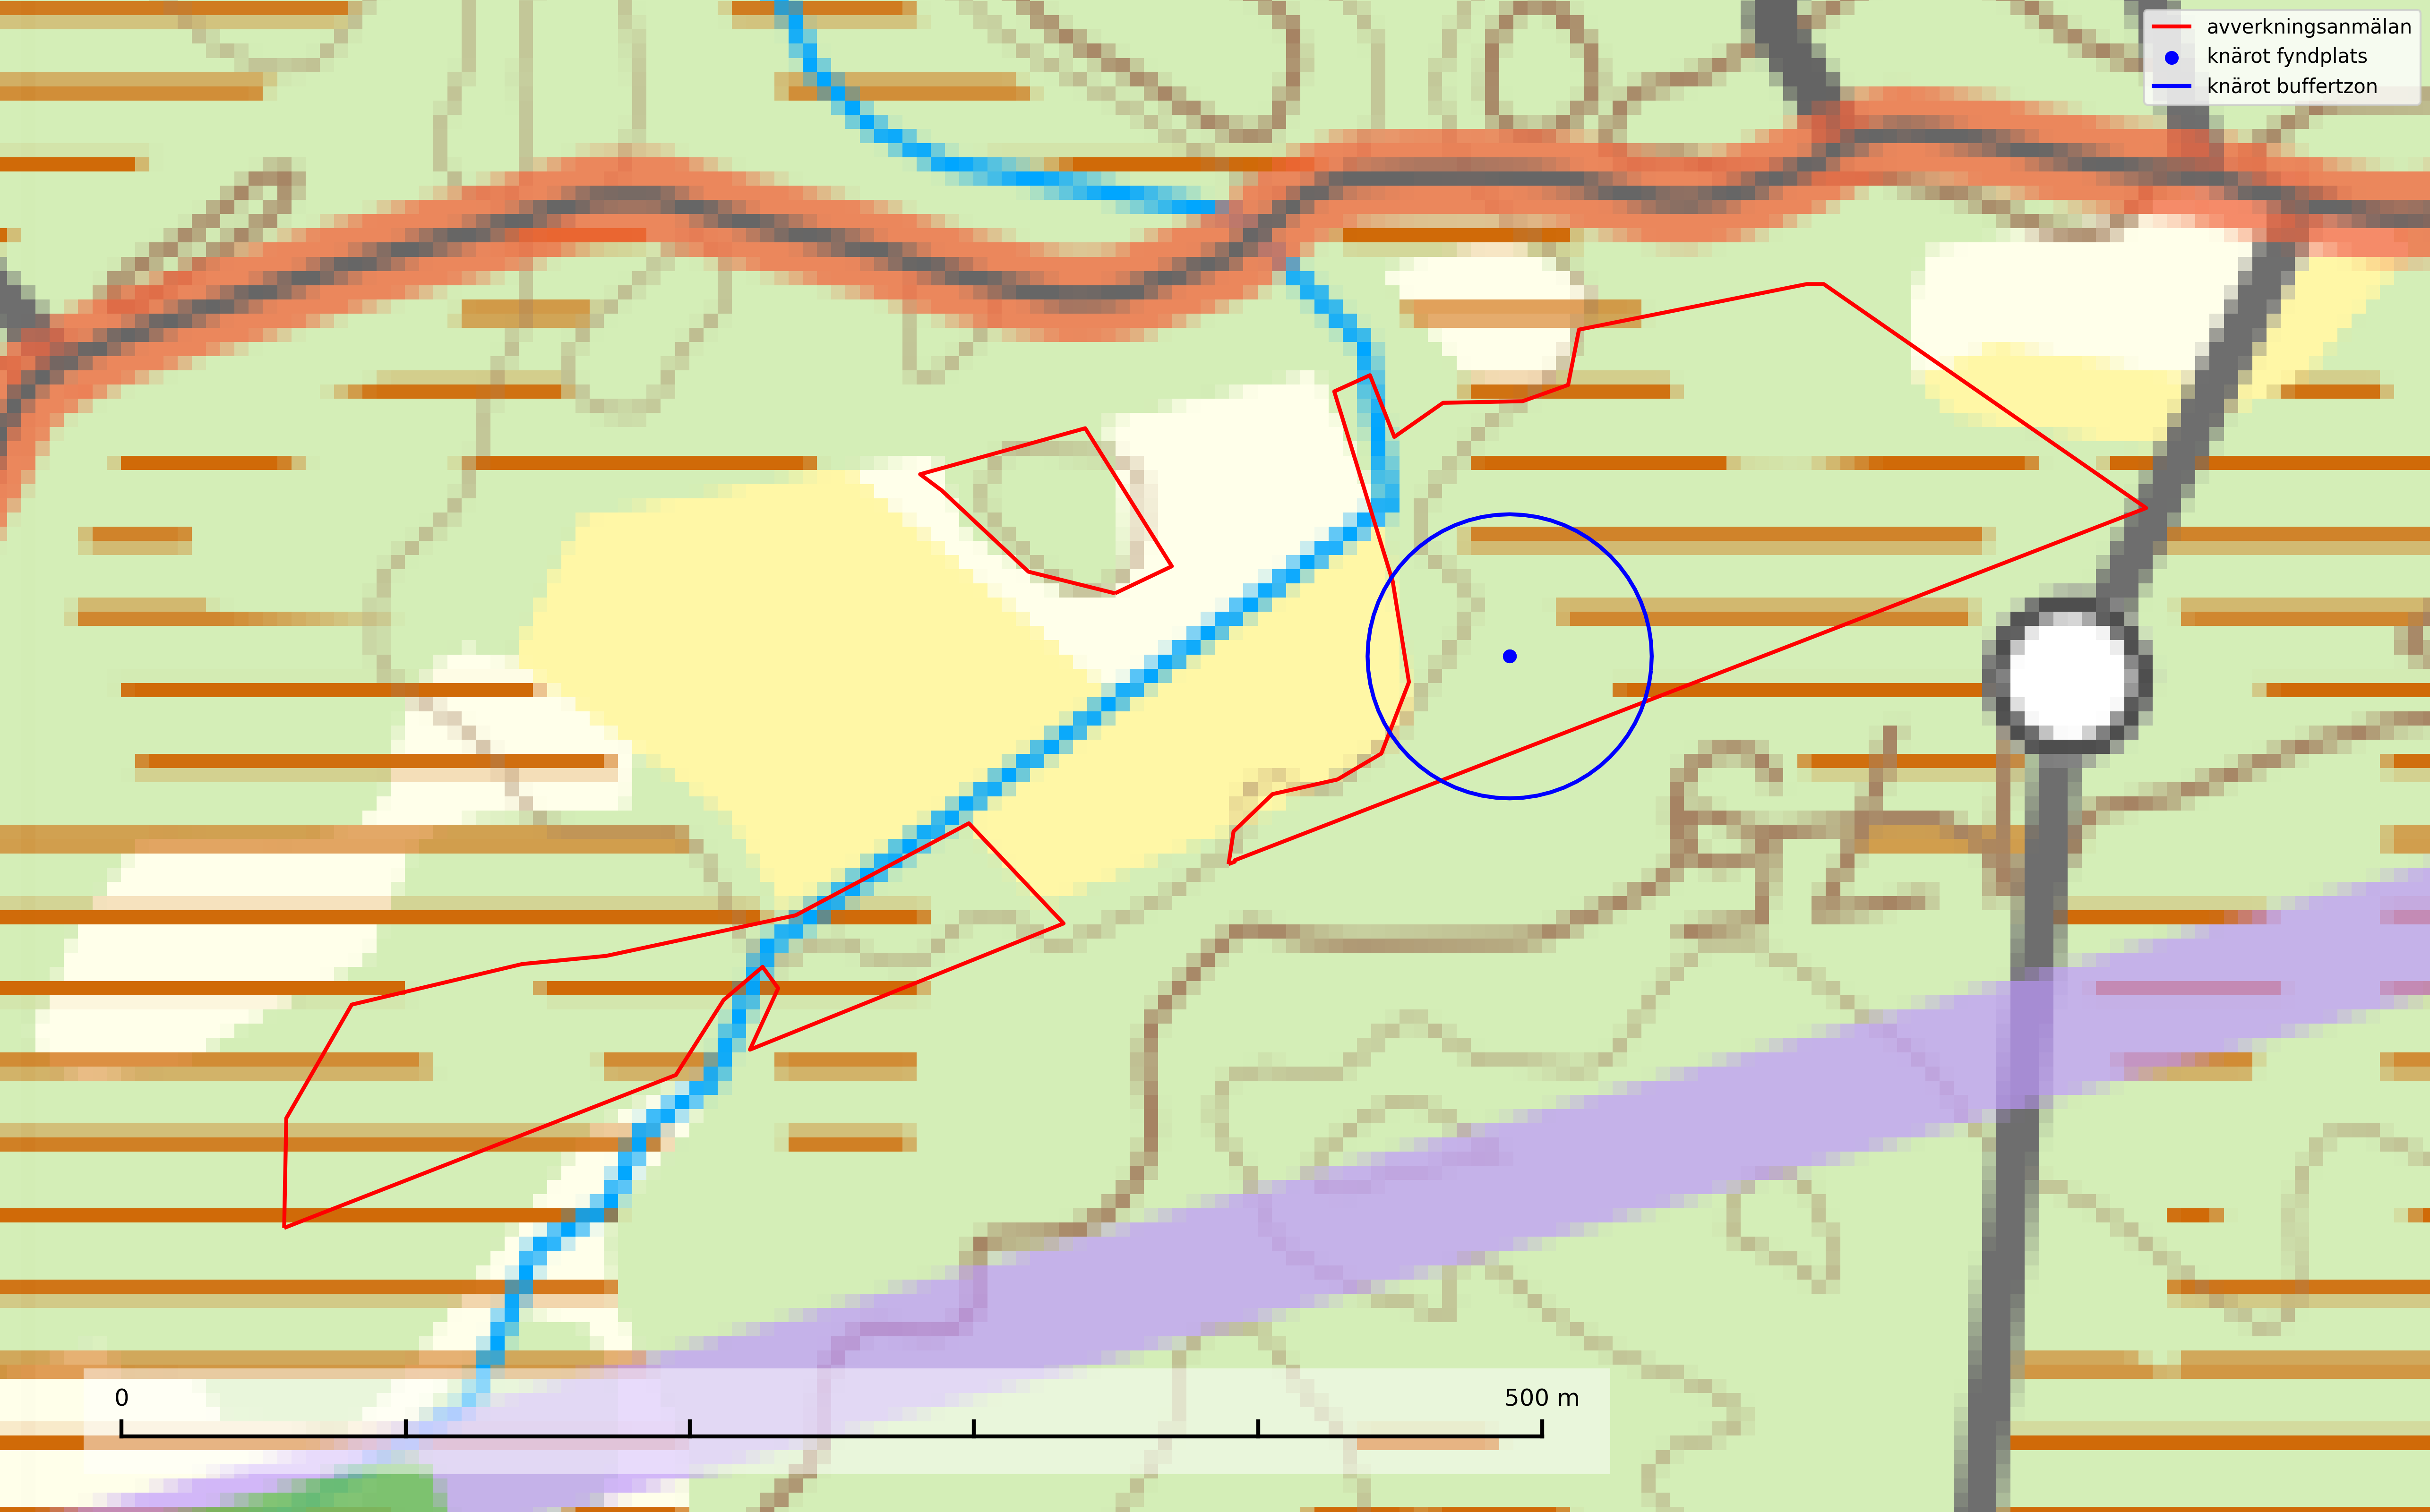 avverkningsanmälan
knärot fyndplats
knärot buffertzon
0 500 m